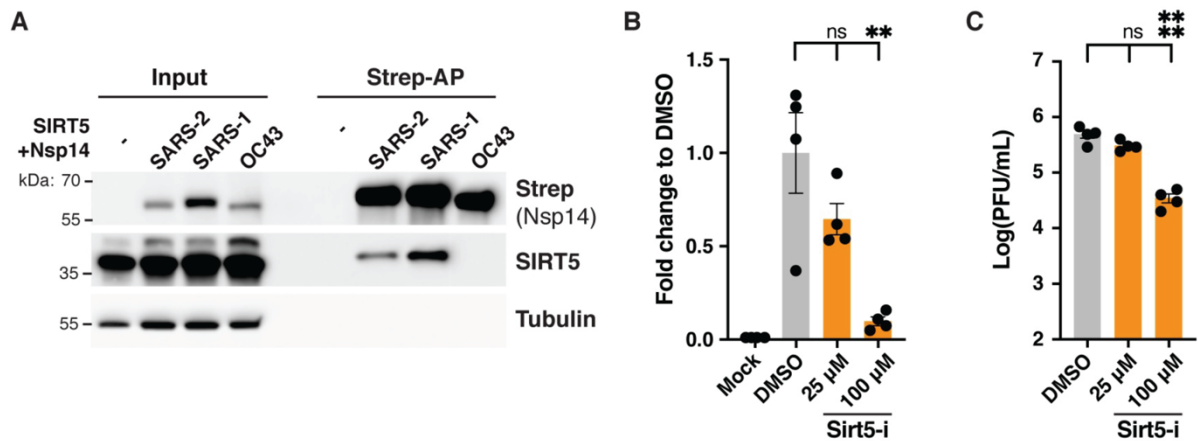 A
Input
Strep-AP
SIRT5
+Nsp14
-
SARS-2
SARS-1
OC43
-
SARS-2
SARS-1
OC43
kDa: 70
55
35
55
Strep
(Nsp14)
SIRT5
Tubulin
B
ns
**
Fold change to DMSO
1.5
1.0
0.5
0.0
Mock
DMSO
25 µM
100 µM
Sirt5-i
C
ns
**
**
Log(PFU/mL)
7
6
5
4
3
2
DMSO
25 µM
100 µM
Sirt5-i